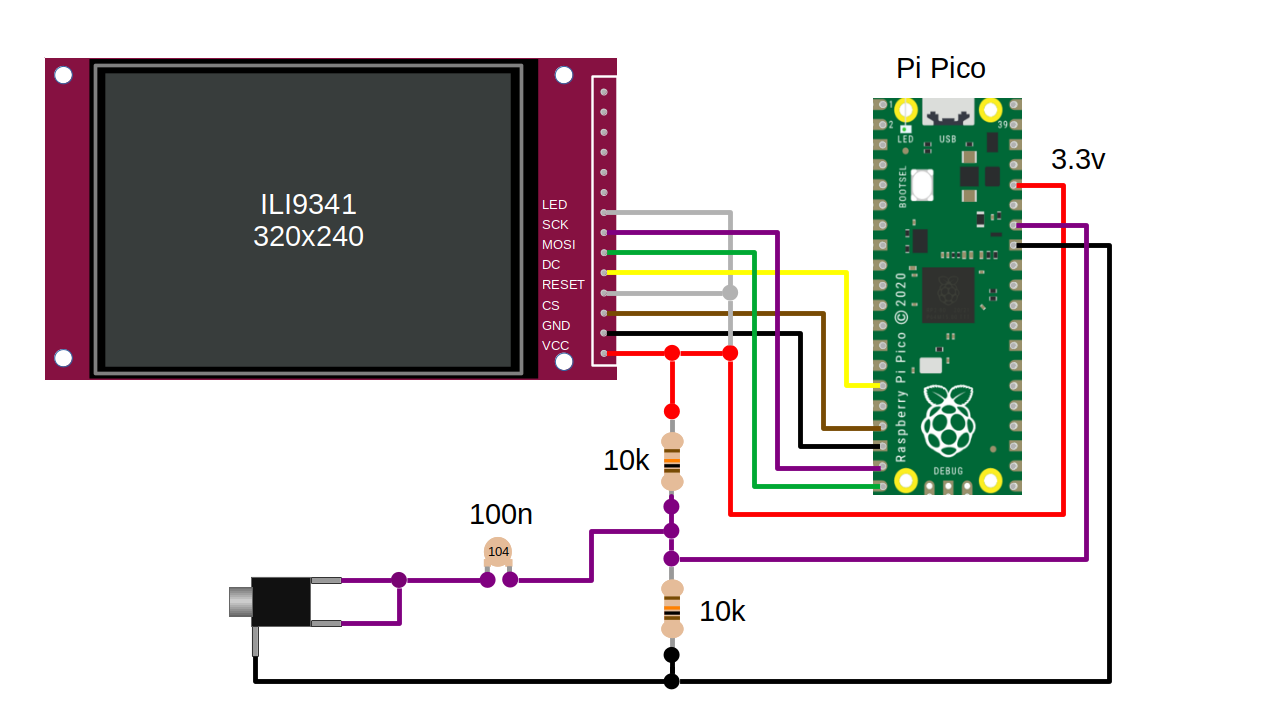 Pi Pico
1
2
39
LED
USB
BOOTSEL
3.3v
ILI9341
320x240
LED
SCK
MOSI
DC
RESET
CS
GND
VCC
Raspberry Pi Pico © 2020
DEBUG
10k
100n
104
10k